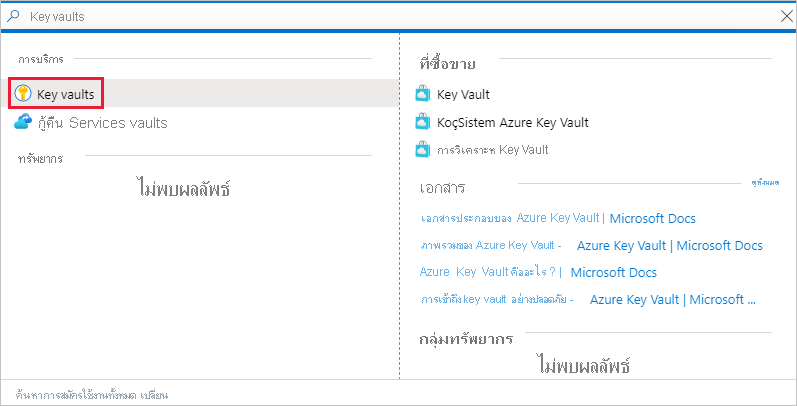 Key vaults
การบริการ
Key vaults
กู้คืน Services vaults
ทรัพยากร
ไม่พบผลลัพธ์
ที่ซื้อขาย
Key Vault
KoçSistem Azure Key Vault
การวิเคราะห์ Key Vault
เอกสาร
ดูทั้งหมด
เอกสารประกอบของ Azure Key Vault | Microsoft Docs
ภาพรวมของ Azure Key Vault - Azure Key Vault | Microsoft Docs
Azure Key Vault คืออะไร ? | Microsoft Docs
การเข้าถึง key vault อย่างปลอดภัย - Azure Key Vault | Microsoft ...
กลุ่มทรัพยากร
ไม่พบผลลัพธ์
ค้นหาการสมัครใช้งานทั้งหมด เปลี่ยน